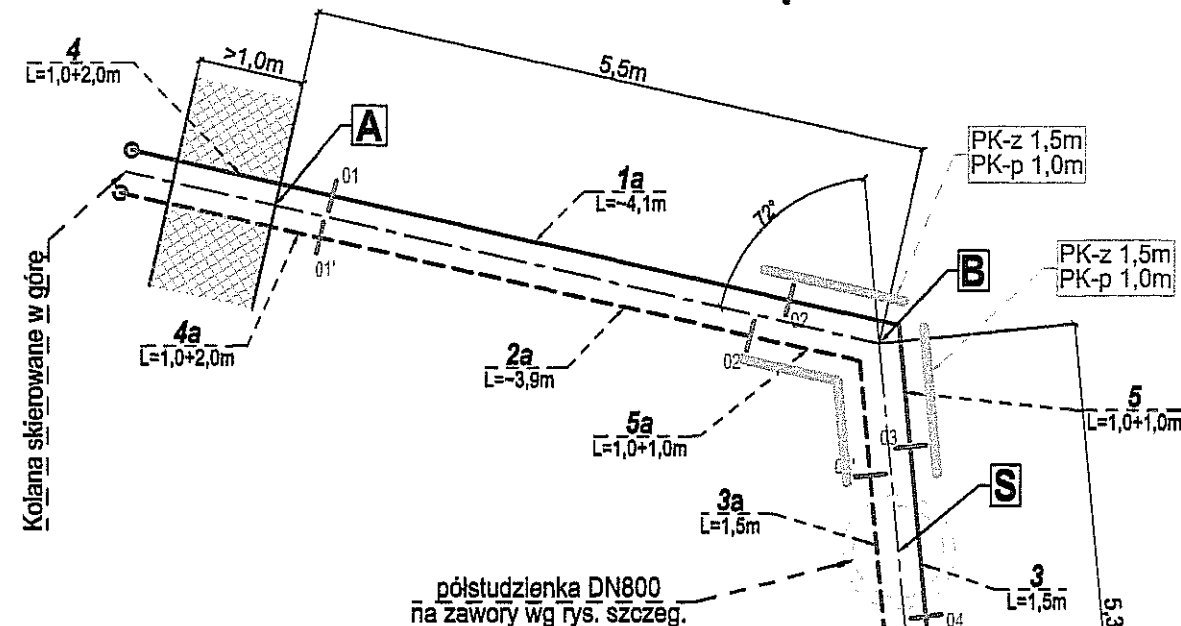 4
L=1,0+2,0m
>1,0m
5,5m
A
01
01'
1a
L=~4,1m
72°
PK-z 1,5m
PK-p 1,0m
PK-z 1,5m
PK-p 1,0m
B
02
02'
4a
L=1,0+2,0m
2a
L=~3,9m
5a
L=1,0+1,0m
5
L=1,0+1,0m
03
S
3a
L=1,5m
3
L=1,5m
04
5,3
półstudzienka DN800
na zawory wg rys. szczeg.
Kolana skierowane w górę